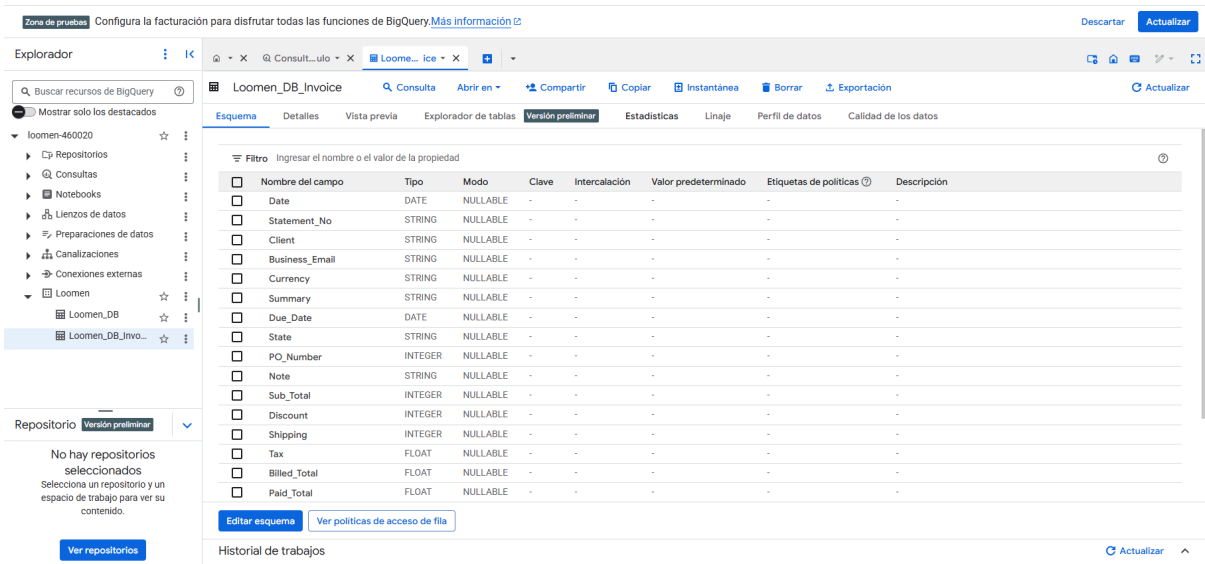 Zona de pruebas Configura la facturación para disfrutar todas las funciones de BigQuery. Más información Descartar Actualizar
Explorador
Consult...ulo Loome... ice
Buscar recursos de BigQuery
Mostrar solo los destacados
loomen-460020
Repositorios
Consultas
Notebooks
Lienzos de datos
Preparaciones de datos
Canalizaciones
Conexiones externas
Loomen
Loomen_DB
Loomen_DB_Invo...
Repositorio Versión preliminar
No hay repositorios
seleccionados
Selecciona un repositorio y un
espacio de trabajo para ver su
contenido.
Ver repositorios
Loomen_DB_Invoice Consulta Abrir en Compartir Copiar Instantánea Borrar Exportación Actualizar
Esquema Detalles Vista previa Explorador de tablas Versión preliminar Estadísticas Linaje Perfil de datos Calidad de los datos
Filtro Ingresar el nombre o el valor de la propiedad
Nombre del campo Tipo Modo Clave Intercalación Valor predeterminado Etiquetas de políticas Descripción
Date DATE NULLABLE - - - - -
Statement_No STRING NULLABLE - - - - -
Client STRING NULLABLE - - - - -
Business_Email STRING NULLABLE - - - - -
Currency STRING NULLABLE - - - - -
Summary STRING NULLABLE - - - - -
Due_Date DATE NULLABLE - - - - -
State STRING NULLABLE - - - - -
PO_Number INTEGER NULLABLE - - - - -
Note STRING NULLABLE - - - - -
Sub_Total INTEGER NULLABLE - - - - -
Discount INTEGER NULLABLE - - - - -
Shipping INTEGER NULLABLE - - - - -
Tax FLOAT NULLABLE - - - - -
Billed_Total FLOAT NULLABLE - - - - -
Paid_Total FLOAT NULLABLE - - - - -
Editar esquema Ver políticas de acceso de fila
Historial de trabajos Actualizar